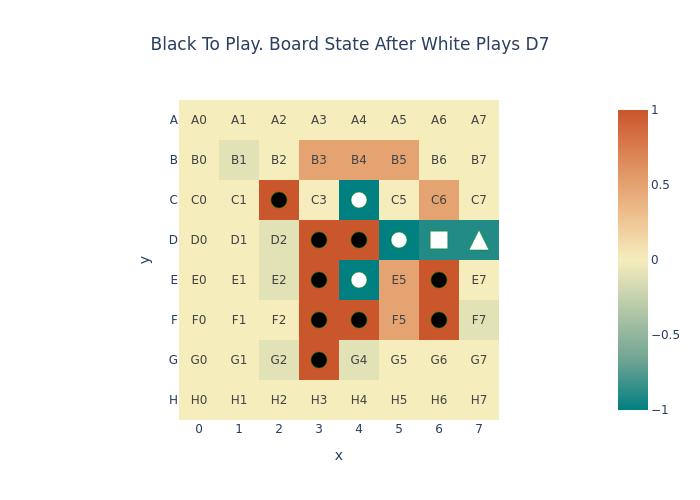 Black To Play. Board State After White Plays D7
A A0 A1 A2 A3 A4 A5 A6 A7
B B0 B1 B2 B3 B4 B5 B6 B7
C C0 C1 C3 C5 C6 C7
D D0 D1 D2
E E0 E1 E2 E5 E7
F F0 F1 F2 F5 F7
G G0 G1 G2 G4 G5 G6 G7
H H0 H1 H2 H3 H4 H5 H6 H7
0 1 2 3 4 5 6 7
x
y
1
0.5
0
−0.5
−1